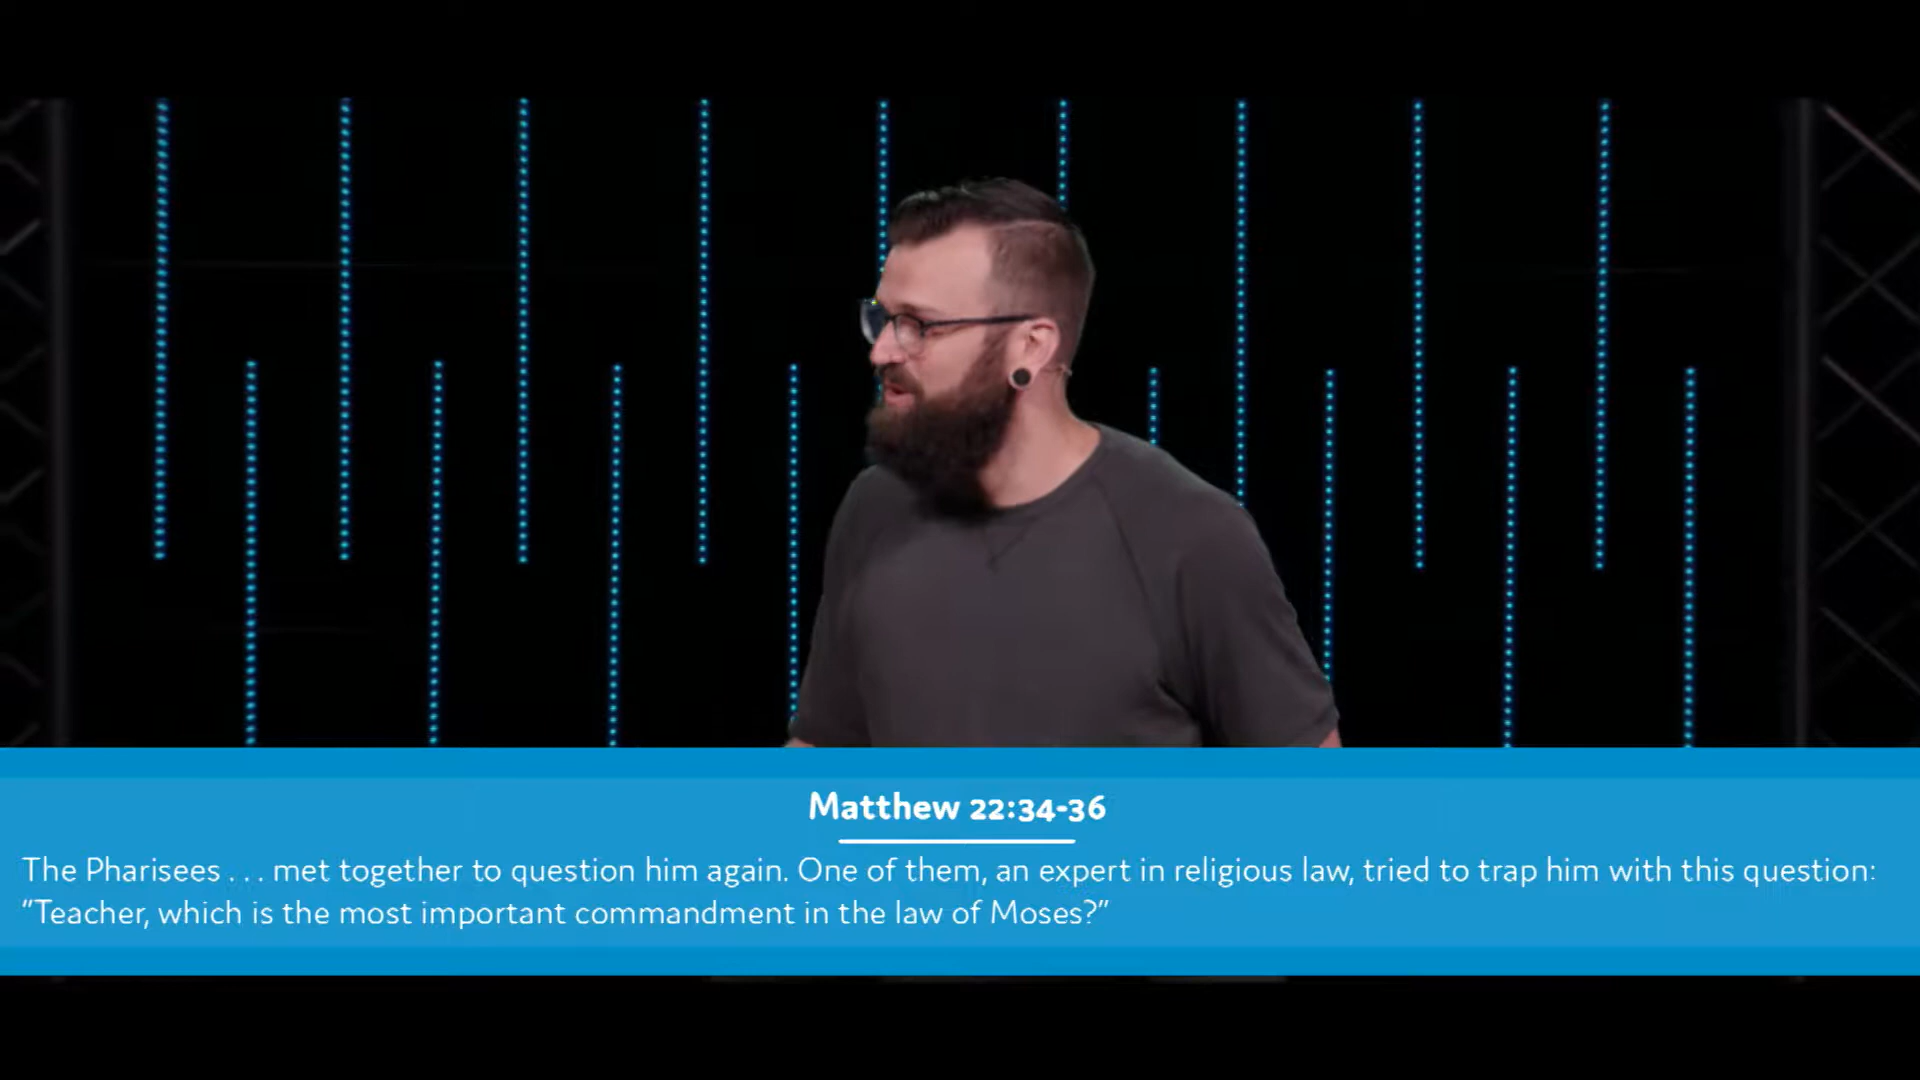 Matthew 22:34-36
The Pharisees . . . met together to question him again. One of them, an expert in religious law, tried to trap him with this question:
“Teacher, which is the most important commandment in the law of Moses?”